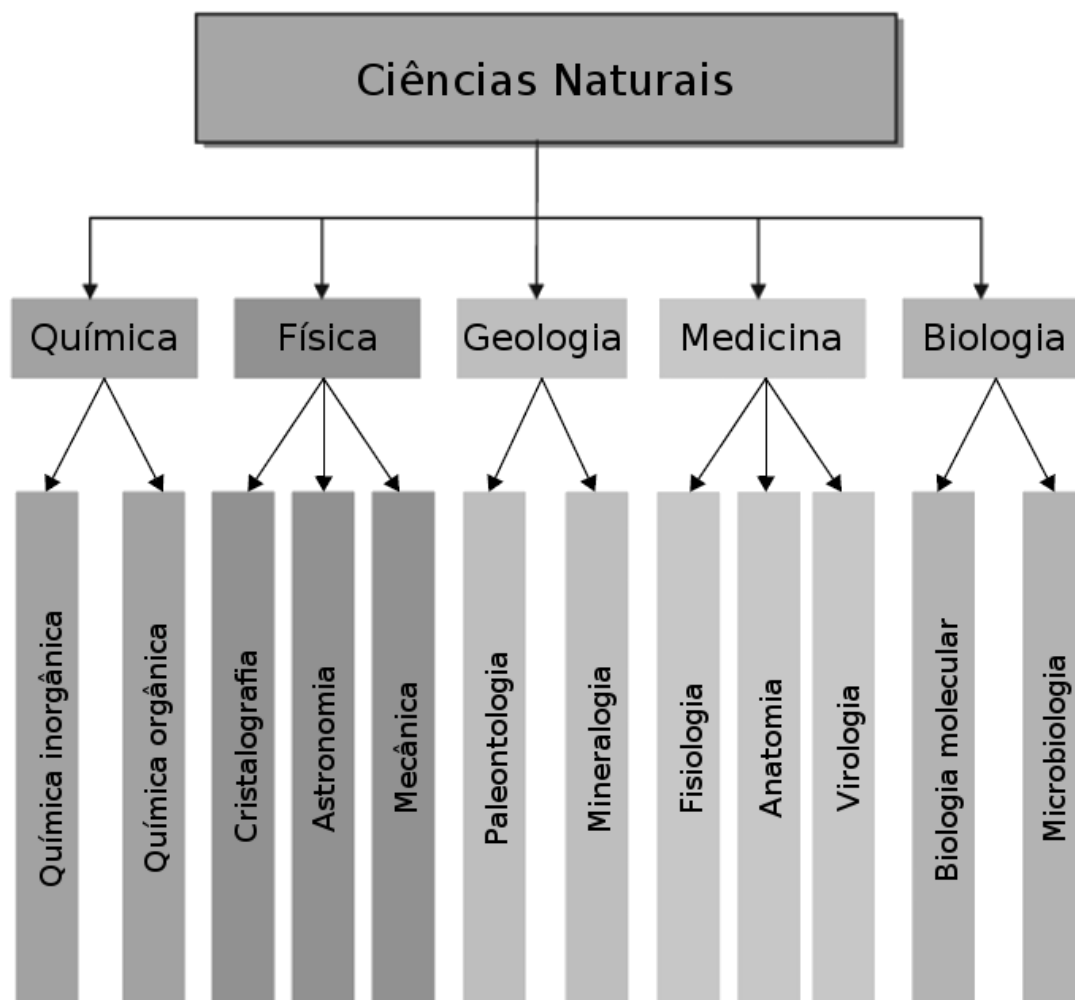 Ciências Naturais
Química
Física
Geologia
Medicina
Biologia
Química inorgânica
Química orgânica
Cristalografia
Astronomia
Mecânica
Paleontologia
Mineralogia
Fisiologia
Anatomia
Virologia
Biologia molecular
Microbiologia